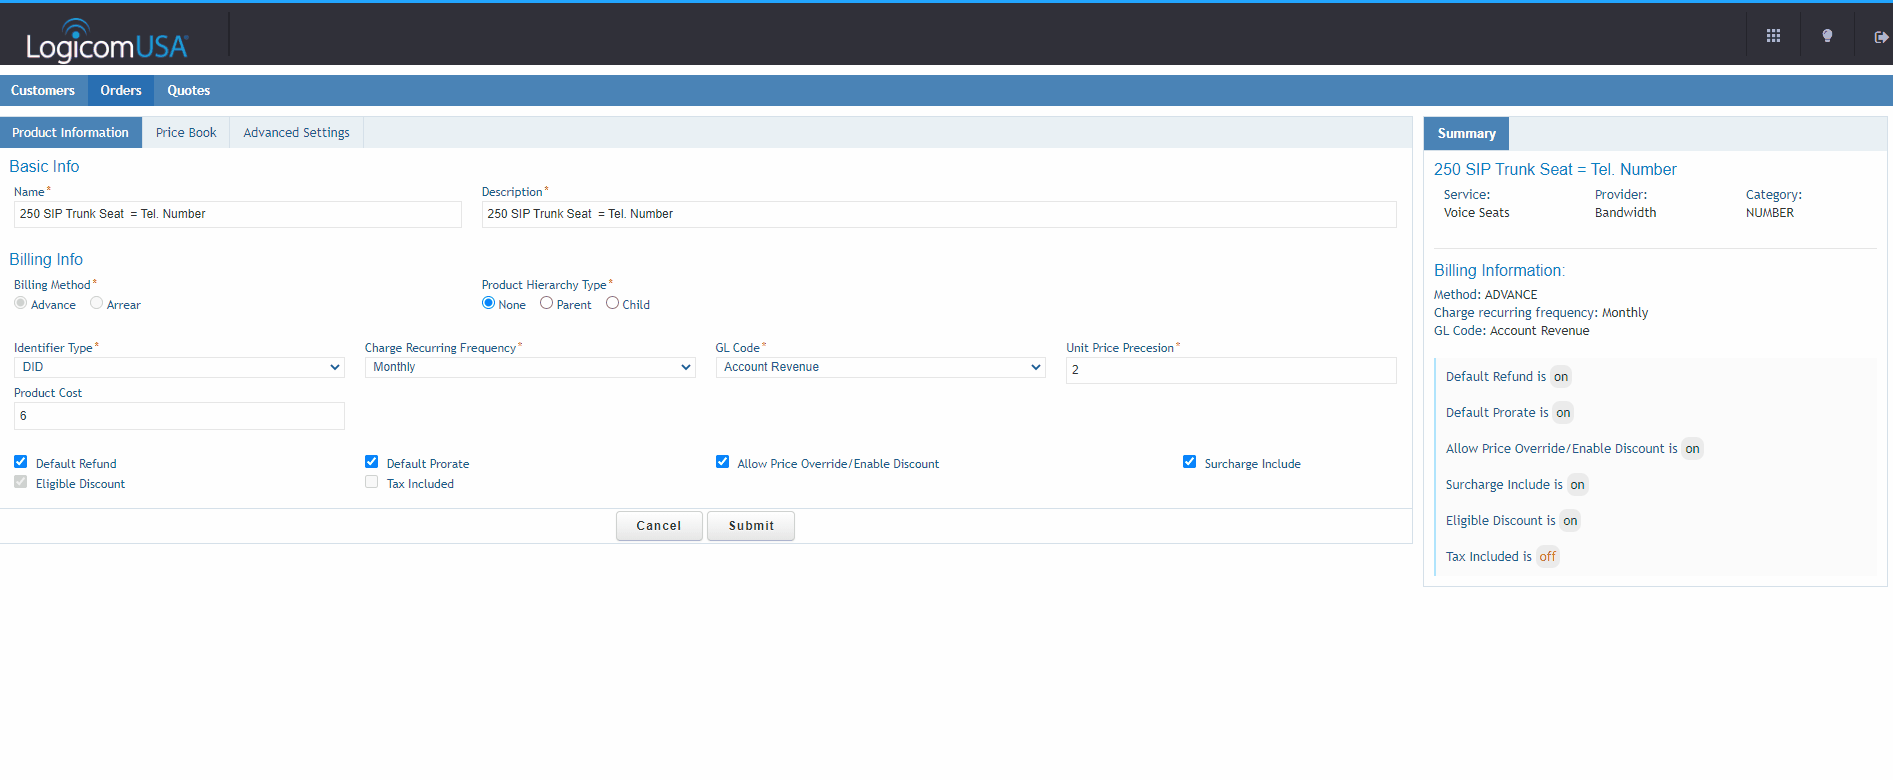 LogicomUSA
Customers Orders Quotes
Product Information Price Book Advanced Settings
Basic Info
Name* Description*
250 SIP Trunk Seat = Tel. Number 250 SIP Trunk Seat = Tel. Number
Billing Info
Billing Method* Product Hierarchy Type*
Advance Arrear None Parent Child
Identifier Type* Charge Recurring Frequency* GL Code* Unit Price Precesion*
DID Monthly Account Revenue 2
Product Cost
6
Default Refund Default Prorate Allow Price Override/Enable Discount Surcharge Include
Eligible Discount Tax Included
Cancel Submit
Summary
250 SIP Trunk Seat = Tel. Number
Service: Provider: Category:
Voice Seats Bandwidth NUMBER
Billing Information:
Method: ADVANCE
Charge recurring frequency: Monthly
GL Code: Account Revenue
Default Refund is on
Default Prorate is on
Allow Price Override/Enable Discount is on
Surcharge Include is on
Eligible Discount is on
Tax Included is off